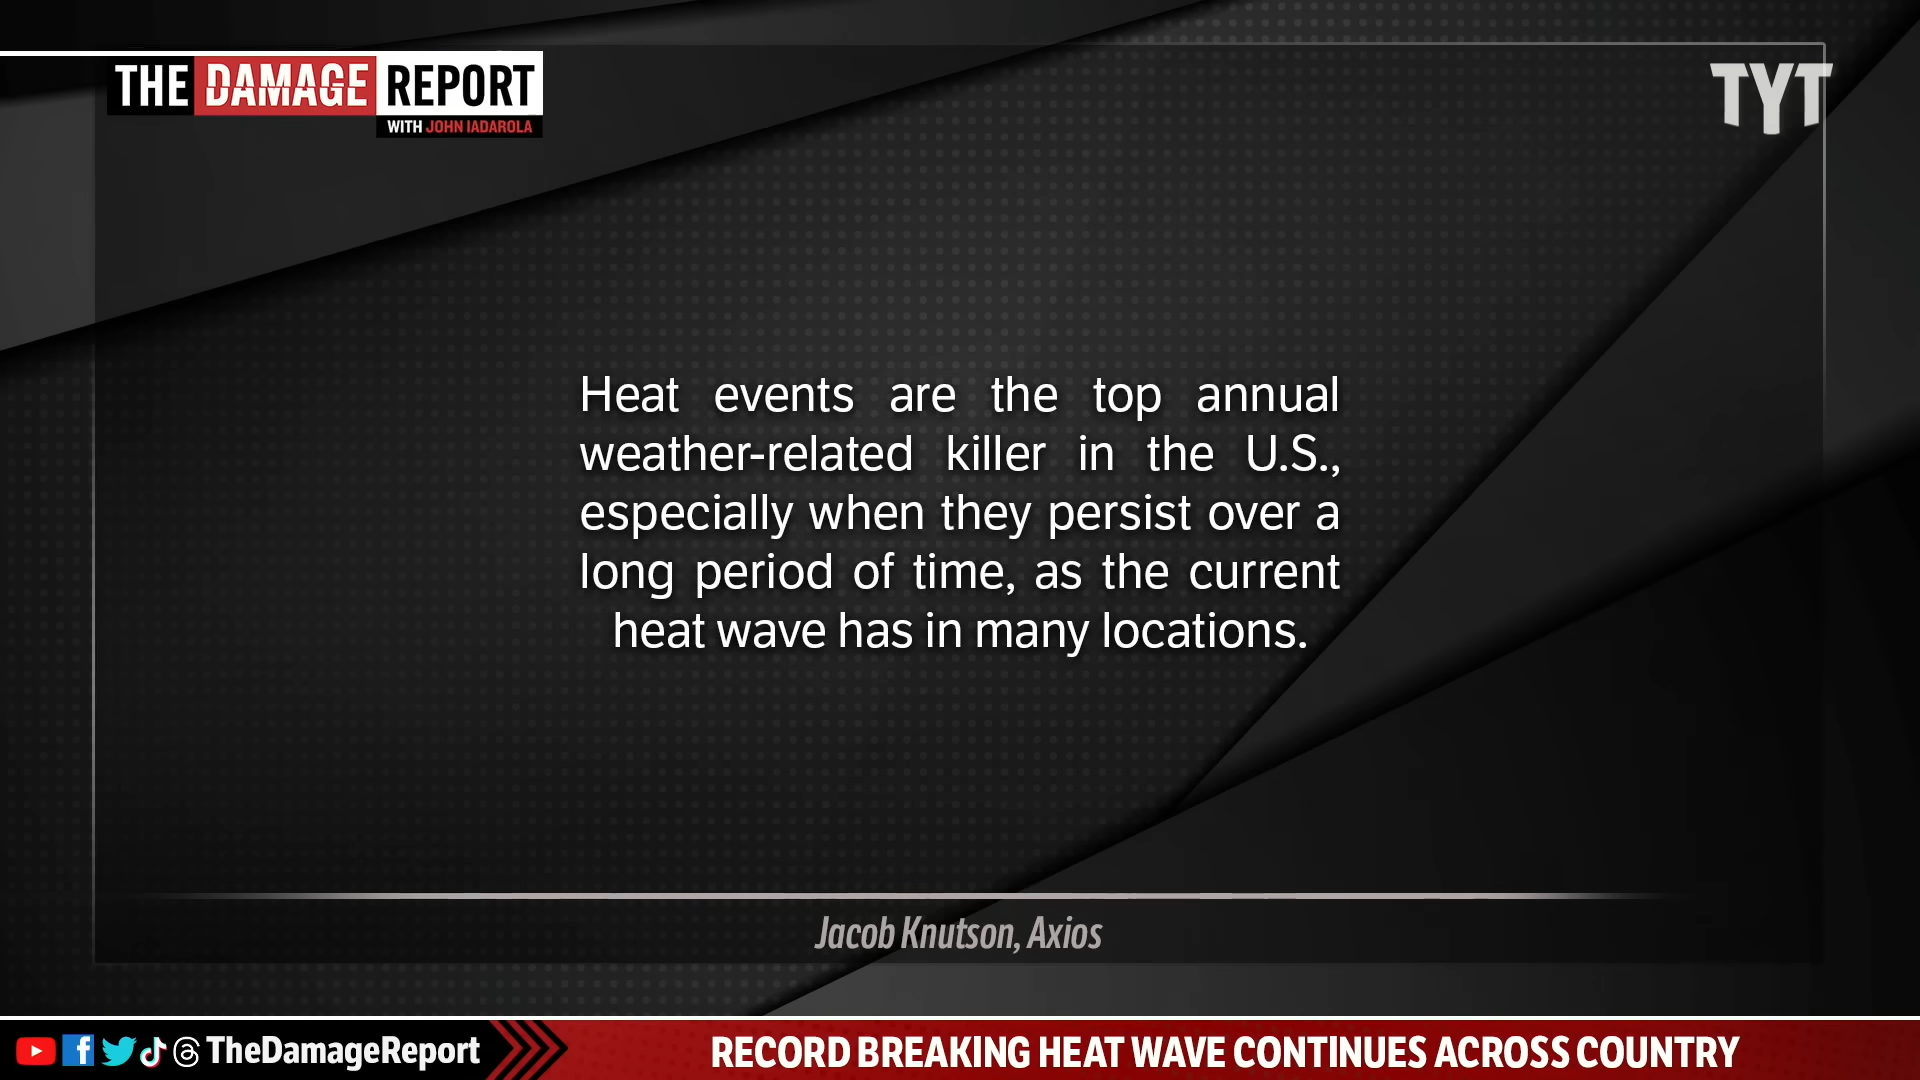 THE DAMAGE REPORT
WITH JOHN IADAROLA
TYT
Heat events are the top annual
weather-related killer in the U.S.,
especially when they persist over a
long period of time, as the current
heat wave has in many locations.
Jacob Knutson, Axios
TheDamageReport
RECORD BREAKING HEAT WAVE CONTINUES ACROSS COUNTRY